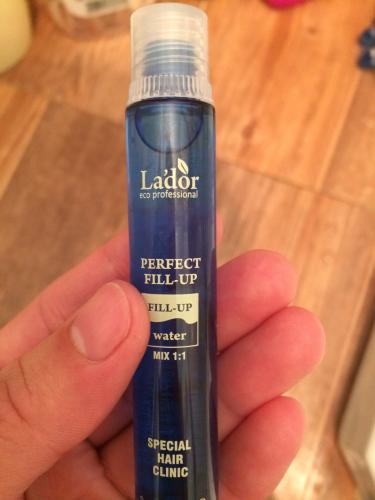 La'dor
eco professional
PERFECT
FILL-UP
FILL-UP
water
MIX 1:1
SPECIAL
HAIR
CLINIC